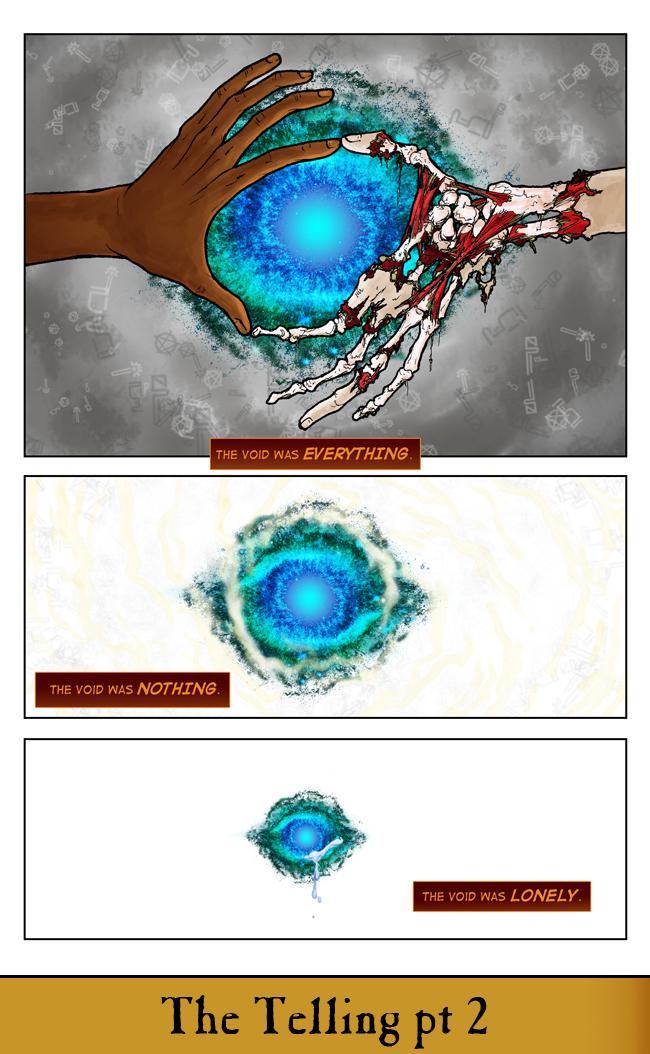 THE VOID WAS EVERYTHING.
THE VOID WAS NOTHING.
THE VOID WAS LONELY.
The Telling pt 2